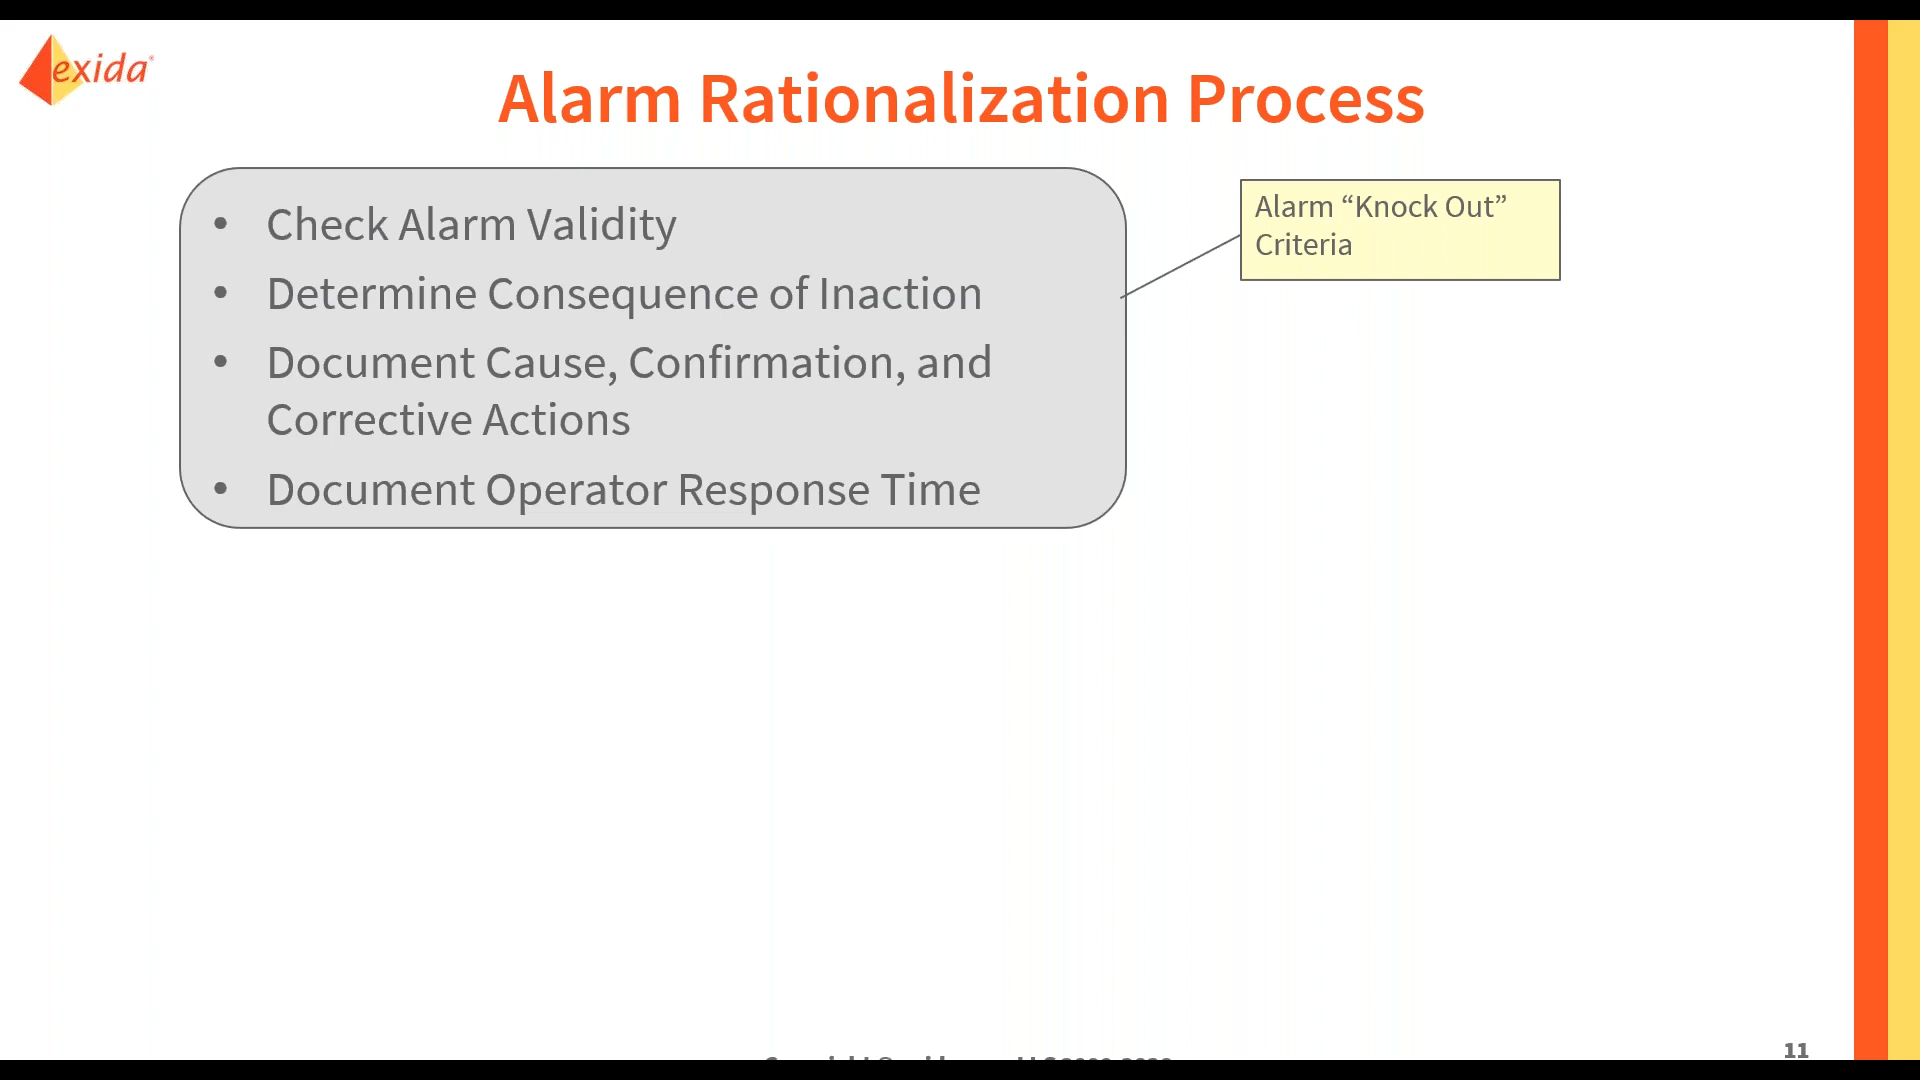 exida
Alarm Rationalization Process
• Check Alarm Validity
• Determine Consequence of Inaction
• Document Cause, Confirmation, and
Corrective Actions
• Document Operator Response Time
Alarm “Knock Out”
Criteria
11